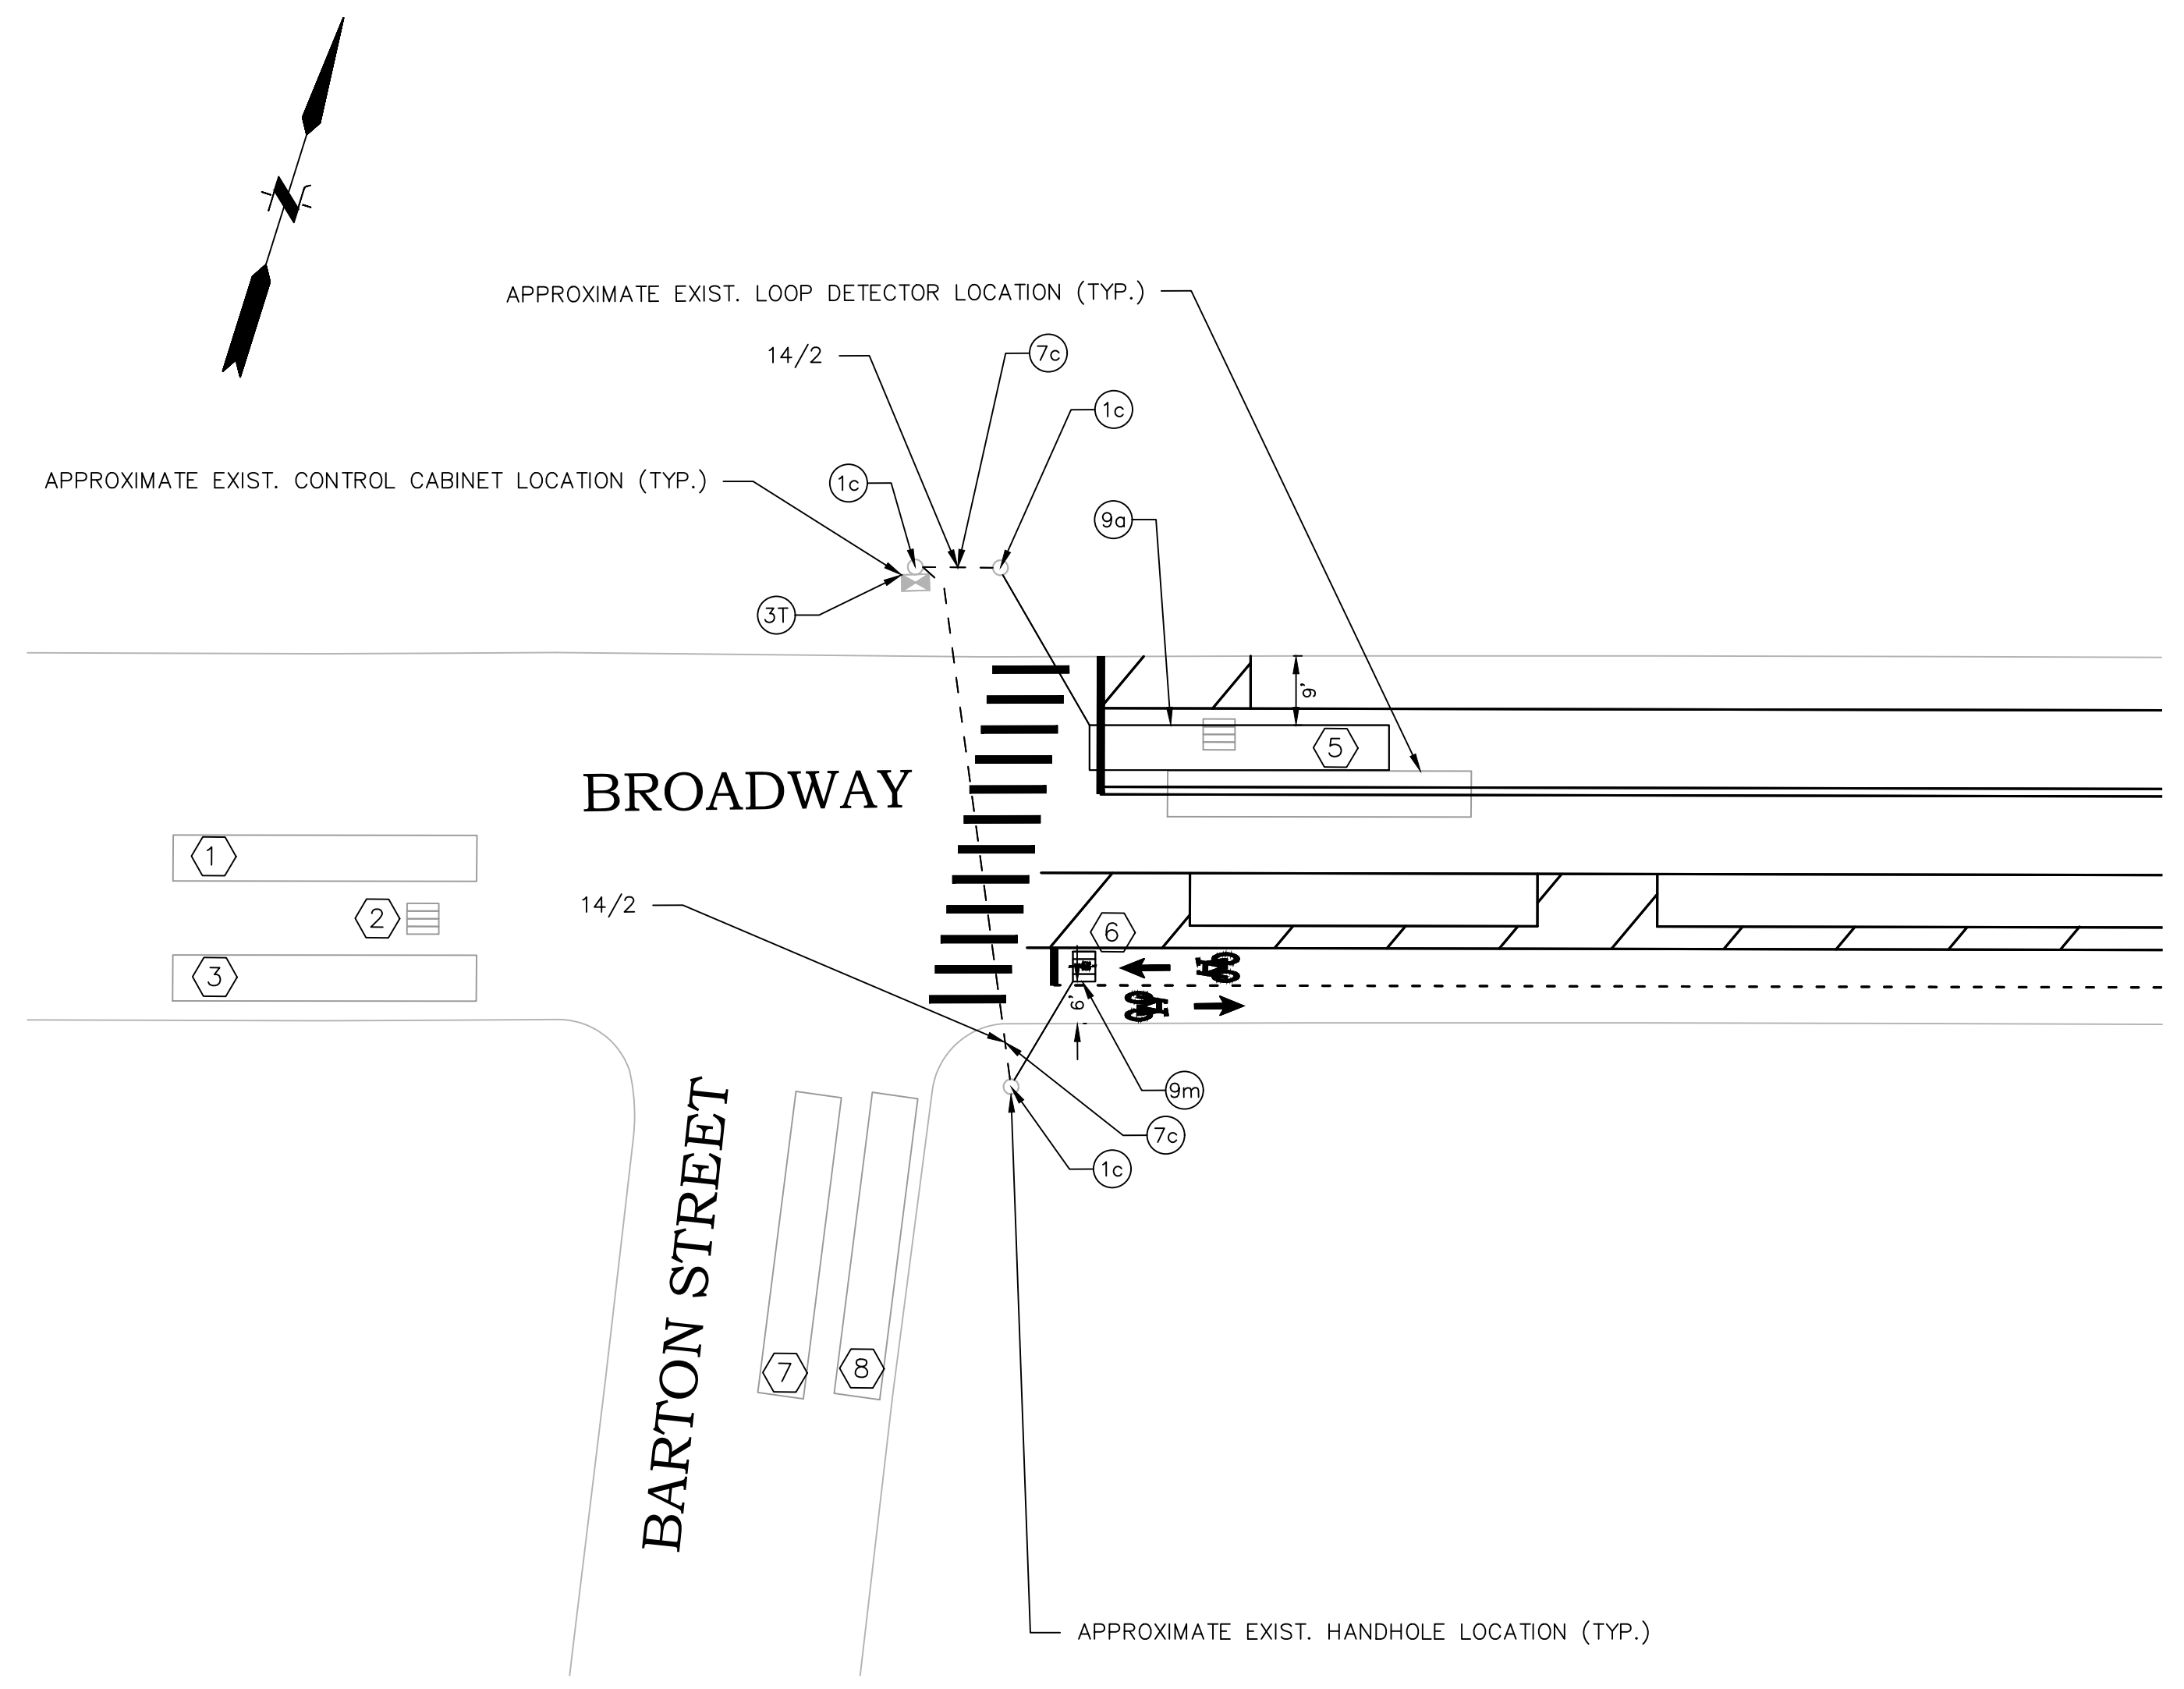 N
APPROXIMATE EXIST. LOOP DETECTOR LOCATION (TYP.)
14/2
7c
1c
APPROXIMATE EXIST. CONTROL CABINET LOCATION (TYP.)
1c
9a
3T
9'
5
BROADWAY
1
14/2
2
6
3
6'
9m
7c
1c
BARTON STREET
7
8
APPROXIMATE EXIST. HANDHOLE LOCATION (TYP.)